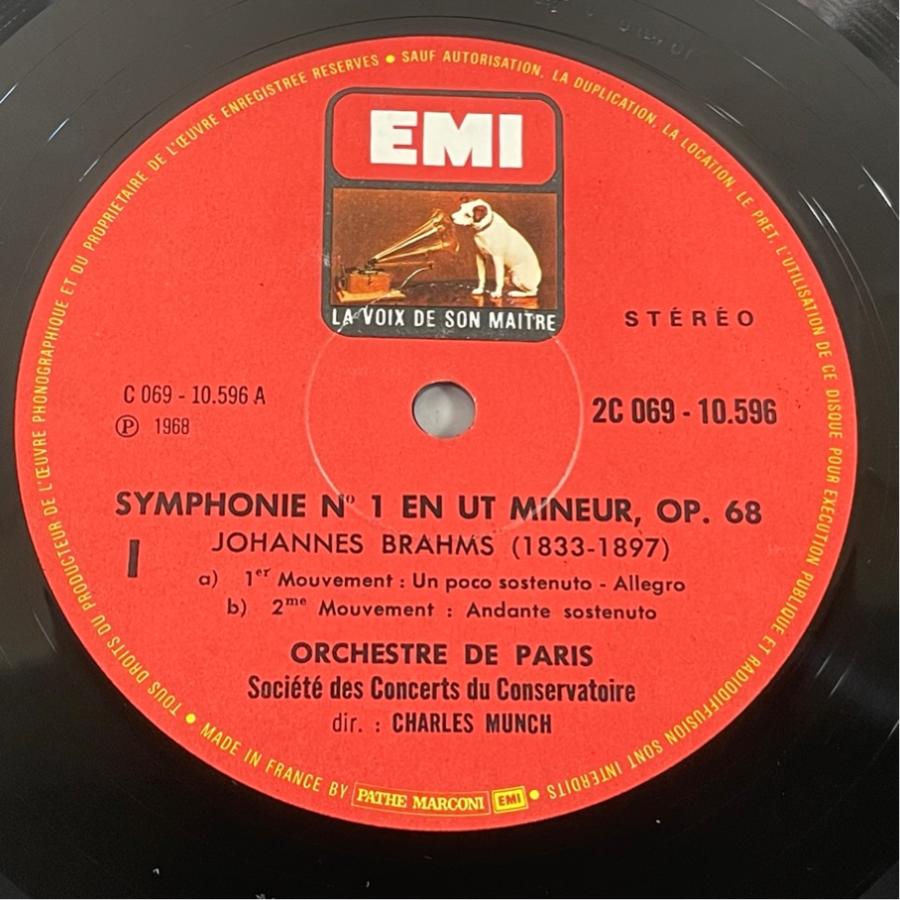 EMI
LA VOIX DE SON MAITRE
STÉRÉO
C 069 - 10.596 A
Ⓟ 1968
2C 069 - 10.596
SYMPHONIE Nº 1 EN UT MINEUR, OP. 68
I
JOHANNES BRAHMS (1833-1897)
a) 1er Mouvement : Un poco sostenuto - Allegro
b) 2me Mouvement : Andante sostenuto
ORCHESTRE DE PARIS
Société des Concerts du Conservatoire
dir. : CHARLES MUNCH
TOUS DROITS DU PRODUCTEUR DE L'ŒUVRE PHONOGRAPHIQUE ET DU PROPRIETAIRE DE L'ŒUVRE ENREGISTREE RESERVES • SAUF AUTORISATION, LA DUPLICATION, LA LOCATION, LE PRET, L'UTILISATION DE CE DISQUE POUR EXECUTION PUBLIQUE ET RADIODIFFUSION SONT INTERDITS •
MADE IN FRANCE BY PATHE MARCONI EMI